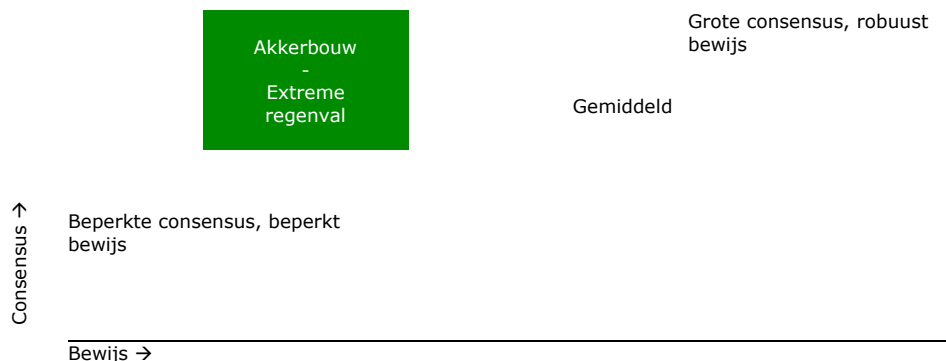 Grote consensus, robuust
bewijs
Akkerbouw
-
Extreme
regenval
Gemiddeld
Beperkte consensus, beperkt
bewijs
Consensus →
Bewijs →